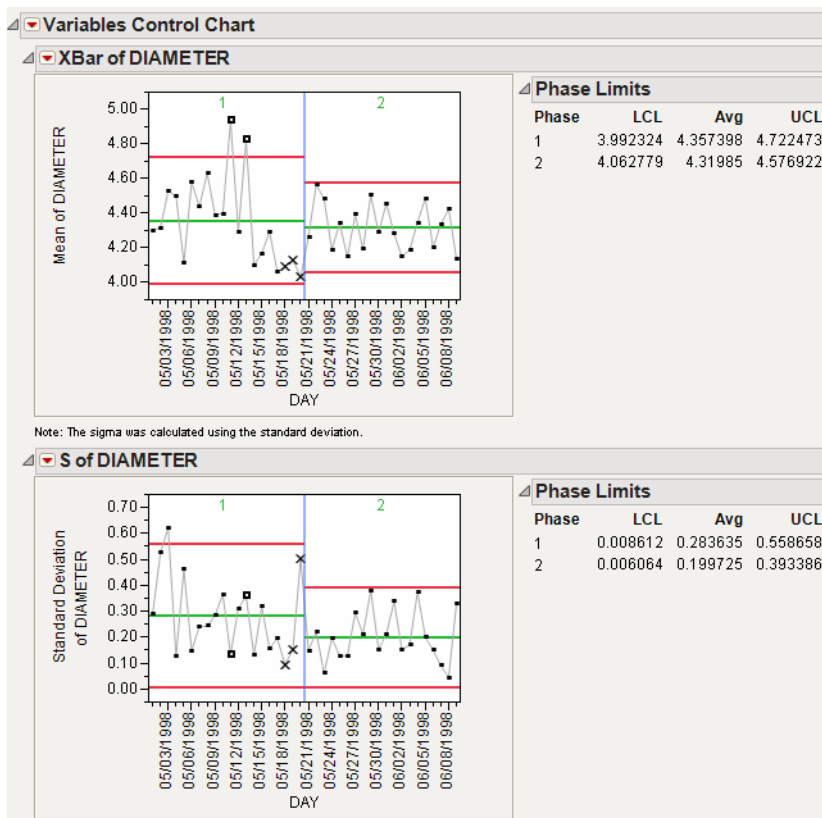 Variables Control Chart
XBar of DIAMETER
Mean of DIAMETER
5.00
4.80
4.60
4.40
4.20
4.00
1
2
05/03/1998
05/06/1998
05/09/1998
05/12/1998
05/15/1998
05/18/1998
05/21/1998
05/24/1998
05/27/1998
05/30/1998
06/02/1998
06/05/1998
06/08/1998
DAY
Phase Limits
Phase LCL Avg UCL
1 3.992324 4.357398 4.722473
2 4.062779 4.31985 4.576922
Note: The sigma was calculated using the standard deviation.
S of DIAMETER
Standard Deviation
of DIAMETER
0.70
0.60
0.50
0.40
0.30
0.20
0.10
0.00
1
2
05/03/1998
05/06/1998
05/09/1998
05/12/1998
05/15/1998
05/18/1998
05/21/1998
05/24/1998
05/27/1998
05/30/1998
06/02/1998
06/05/1998
06/08/1998
DAY
Phase Limits
Phase LCL Avg UCL
1 0.008612 0.283635 0.558658
2 0.006064 0.199725 0.393386